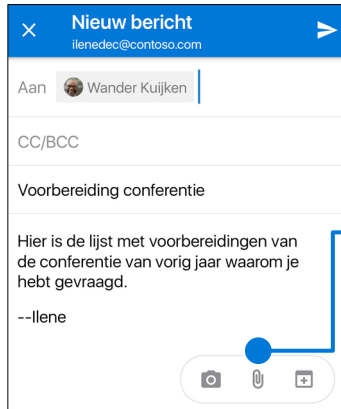 Nieuw bericht
ilenedec@contoso.com
Aan Wander Kuijken
CC/BCC
Voorbereiding conferentie
Hier is de lijst met voorbereidingen van
de conferentie van vorig jaar waarom je
hebt gevraagd.
--Ilene